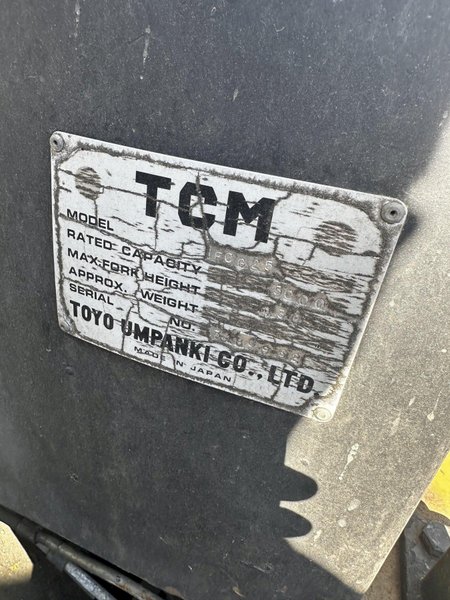 TCM
MODEL
RATED CAPACITY
MAX.FORK HEIGHT
APPROX. WEIGHT
SERIAL NO.
TOYO UMPANKI CO., LTD.
MADE IN JAPAN